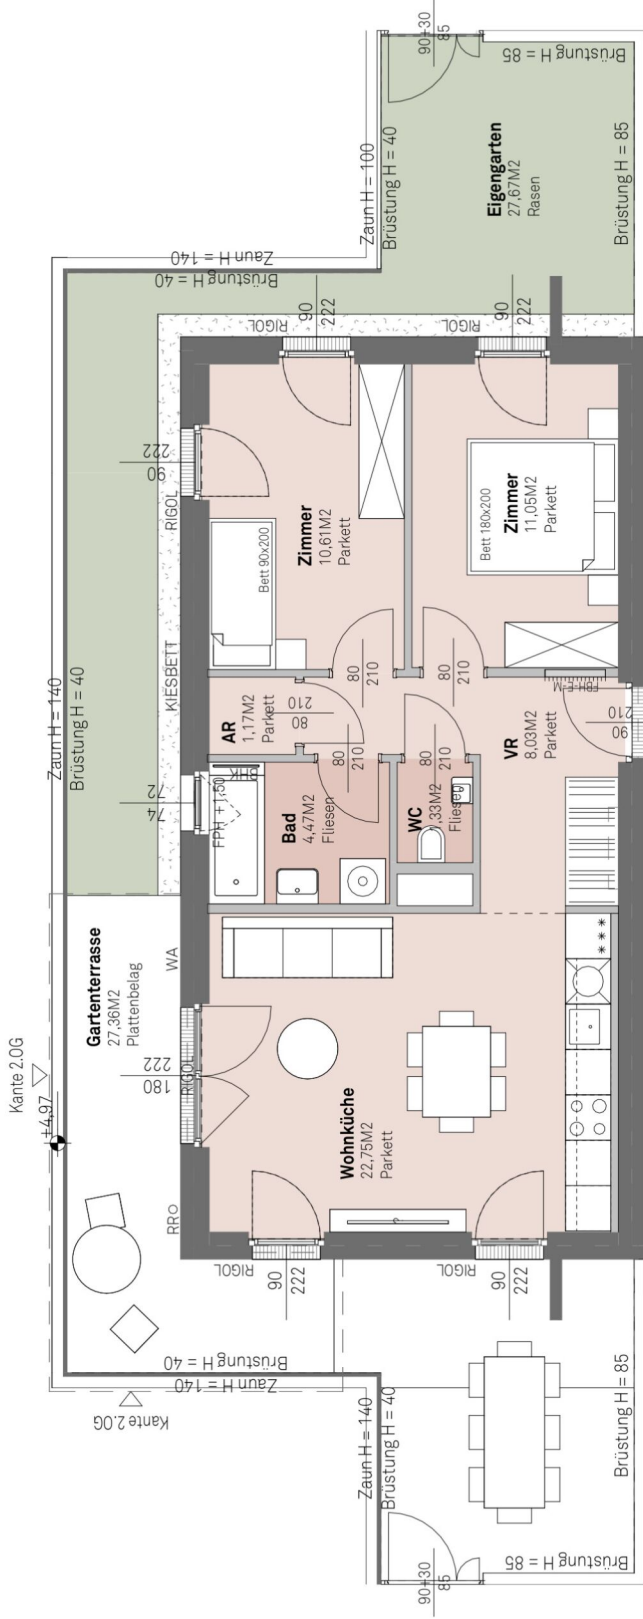 90+30
85
Brüstung H = 85
Zaun H = 100
Brüstung H = 40
Eigengarten
27,67M2
Rasen
Brüstung H = 85
Zaun H = 140
Brüstung H = 40
RIGOL
90
222
RIGOL
90
222
222
90
RIGOL
Bett 90x200
Zimmer
10,61M2
Parkett
Bett 180x200
Zimmer
11,05M2
Parkett
Zaun H = 140
Brüstung H = 40
KIESBETT
AR
1,17M2
Parkett
80
210
80
210
80
210
FBH-E-M
VR
8,03M2
Parkett
90
210
72
74
FPH +1,50
BHK
Bad
4,47M2
Fliesen
80
210
80
210
WC
Fliesen
Gartenterrasse
27,36M2
Plattenbelag
WA
222
180
RIGOL
Kante 2.OG
+4,97
Wohnküche
22,75M2
Parkett
RRO
RIGOL
90
222
RIGOL
90
222
Brüstung H = 40
Zaun H = 140
Kante 2.OG
Zaun H = 140
Brüstung H = 40
Brüstung H = 85
90+30
85
Brüstung H = 85